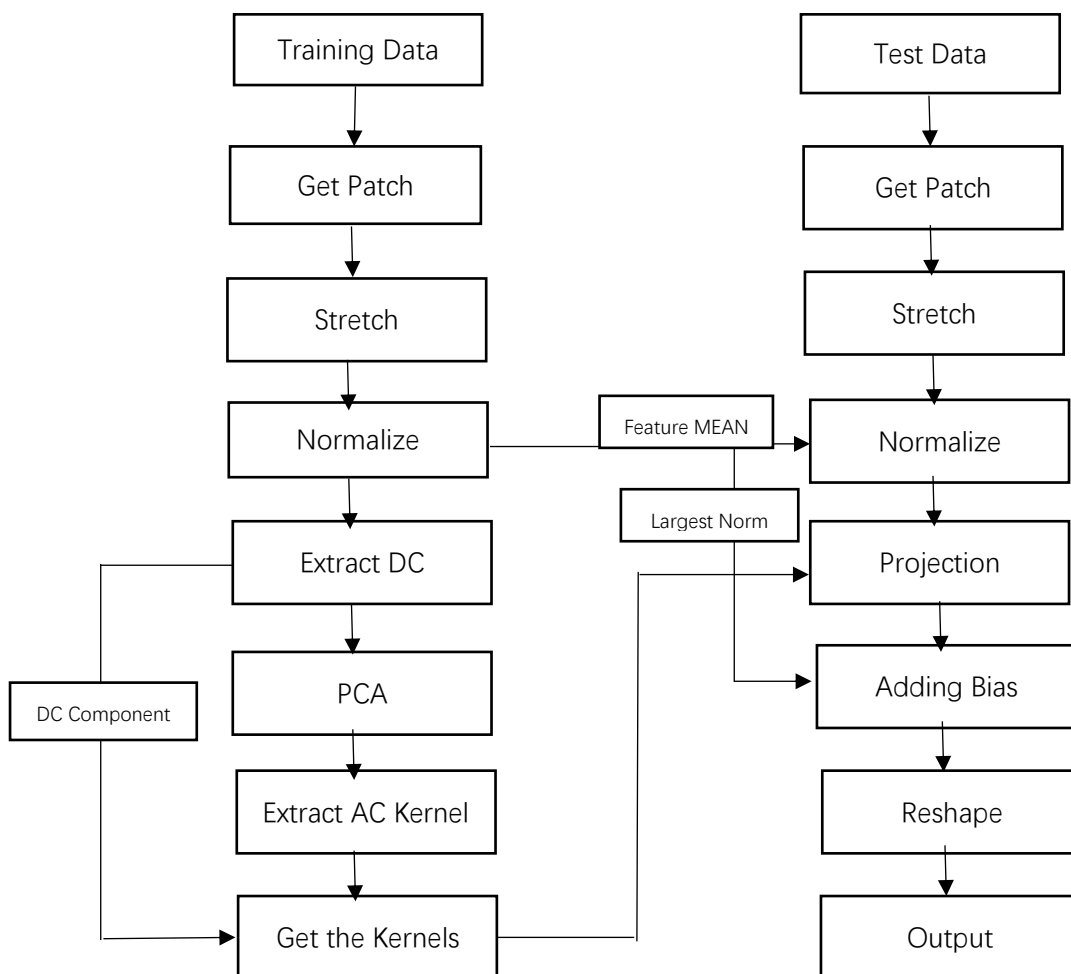 Training Data
Test Data
Get Patch
Get Patch
Stretch
Stretch
Normalize
Feature MEAN
Normalize
Largest Norm
Extract DC
Projection
DC Component
PCA
Adding Bias
Extract AC Kernel
Reshape
Get the Kernels
Output